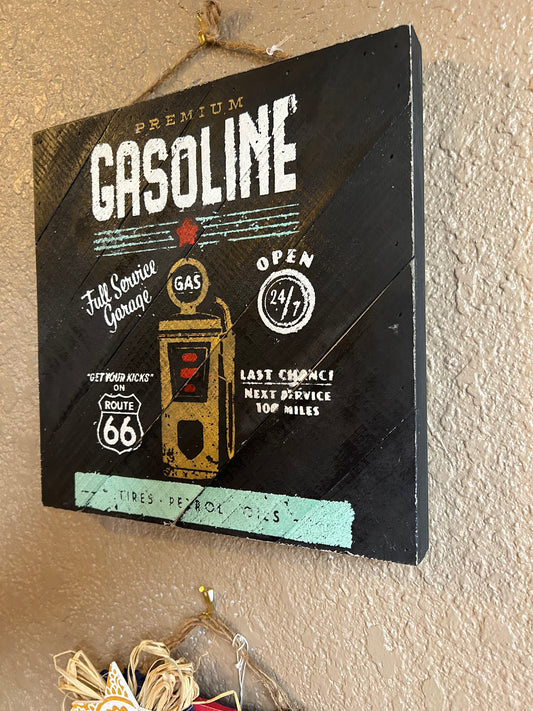 PREMIUM
GASOLINE
Full Service
Garage
GAS
OPEN
24/7
"GET YOUR KICKS"
ON
ROUTE
66
LAST CHANCE
NEXT SERVICE
100 MILES
TIRES · PETROL · OILS